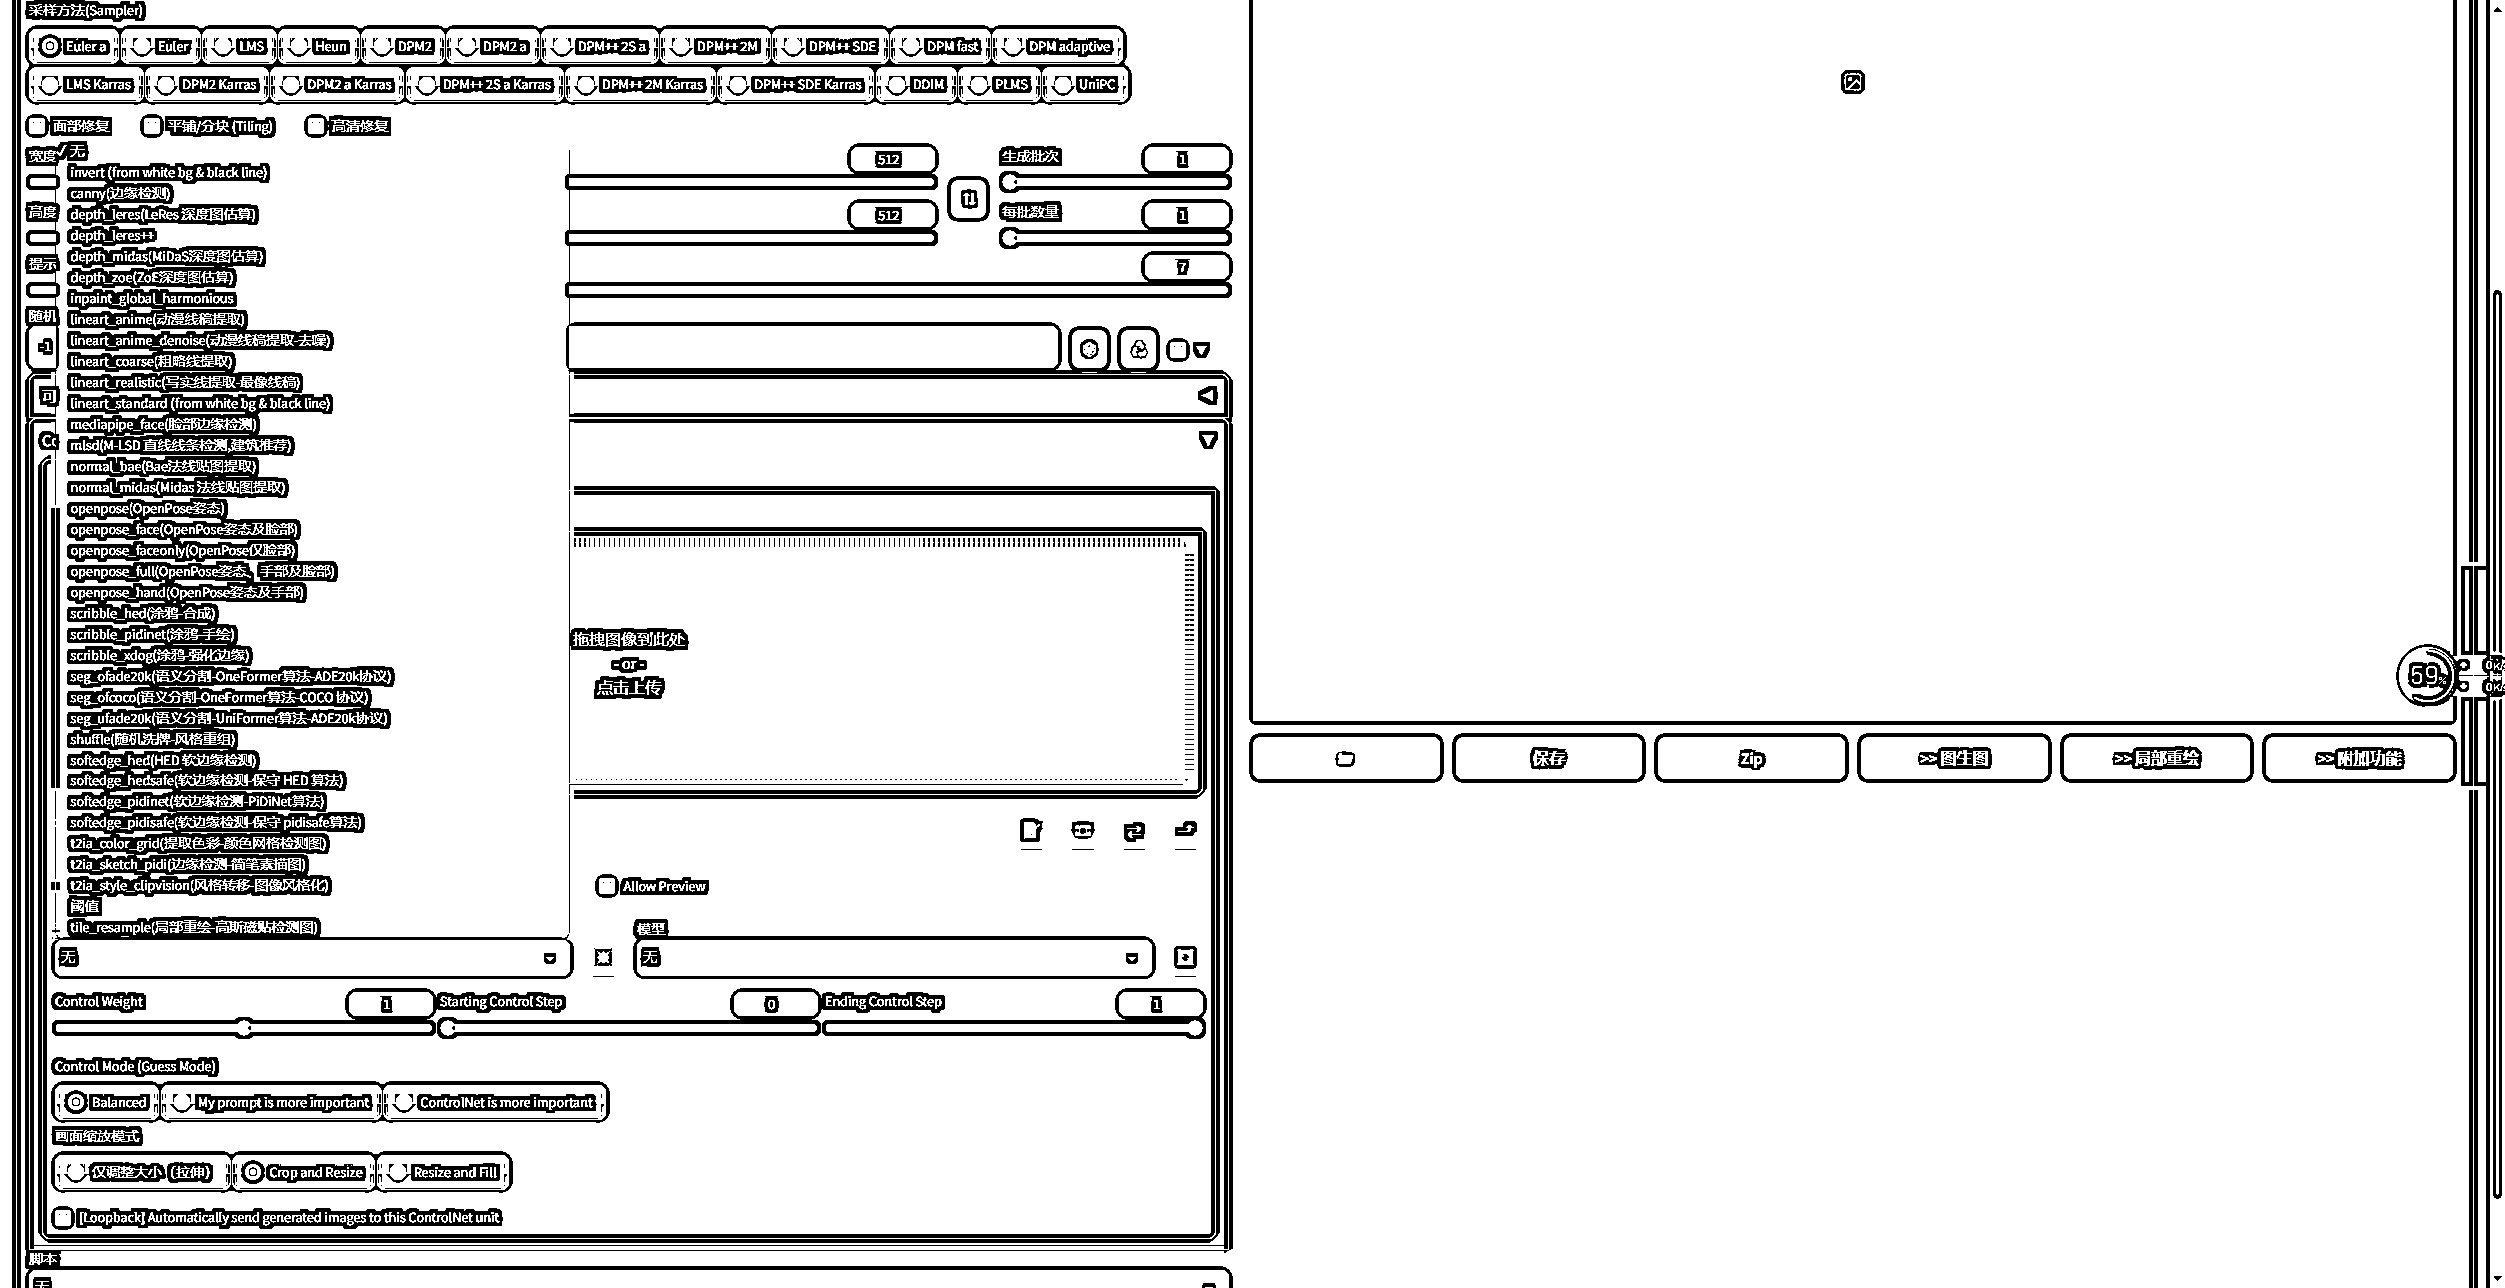 采样方法(Sampler)
Euler a Euler LMS Heun DPM2 DPM2 a DPM++ 2S a DPM++ 2M DPM++ SDE DPM fast DPM adaptive
LMS Karras DPM2 Karras DPM2 a Karras DPM++ 2S a Karras DPM++ 2M Karras DPM++ SDE Karras DDIM PLMS UniPC
面部修复 平铺/分块 (Tiling) 高清修复
宽度 512 生成批次 1
高度 512 每批数量 1
提示 7
随机
-1
可
Co
✓无
invert (from white bg & black line)
canny(边缘检测)
depth_leres(LeRes 深度图估算)
depth_leres++
depth_midas(MiDaS深度图估算)
depth_zoe(ZoE深度图估算)
inpaint_global_harmonious
lineart_anime(动漫线稿提取)
lineart_anime_denoise(动漫线稿提取-去噪)
lineart_coarse(粗略线提取)
lineart_realistic(写实线提取-最像线稿)
lineart_standard (from white bg & black line)
mediapipe_face(脸部边缘检测)
mlsd(M-LSD 直线线条检测,建筑推荐)
normal_bae(Bae法线贴图提取)
normal_midas(Midas 法线贴图提取)
openpose(OpenPose姿态)
openpose_face(OpenPose姿态及脸部)
openpose_faceonly(OpenPose仅脸部)
openpose_full(OpenPose姿态、手部及脸部)
openpose_hand(OpenPose姿态及手部)
scribble_hed(涂鸦-合成)
scribble_pidinet(涂鸦-手绘)
scribble_xdog(涂鸦-强化边缘)
seg_ofade20k(语义分割-OneFormer算法-ADE20k协议)
seg_ofcoco(语义分割-OneFormer算法-COCO 协议)
seg_ufade20k(语义分割-UniFormer算法-ADE20k协议)
shuffle(随机洗牌-风格重组)
softedge_hed(HED 软边缘检测)
softedge_hedsafe(软边缘检测-保守 HED 算法)
softedge_pidinet(软边缘检测-PiDiNet算法)
softedge_pidisafe(软边缘检测-保守 pidisafe算法)
t2ia_color_grid(提取色彩-颜色网格检测图)
t2ia_sketch_pidi(边缘检测-简笔素描图)
t2ia_style_clipvision(风格转移-图像风格化)
阈值
tile_resample(局部重绘-高斯磁贴检测图)
拖拽图像到此处
- or -
点击上传
Allow Preview
模型
无 无
Control Weight 1 Starting Control Step 0 Ending Control Step 1
Control Mode (Guess Mode)
Balanced My prompt is more important ControlNet is more important
画面缩放模式
仅调整大小（拉伸） Crop and Resize Resize and Fill
[Loopback] Automatically send generated images to this ControlNet unit
脚本
无
保存 Zip >> 图生图 >> 局部重绘 >> 附加功能
59%
0K/s
0K/s